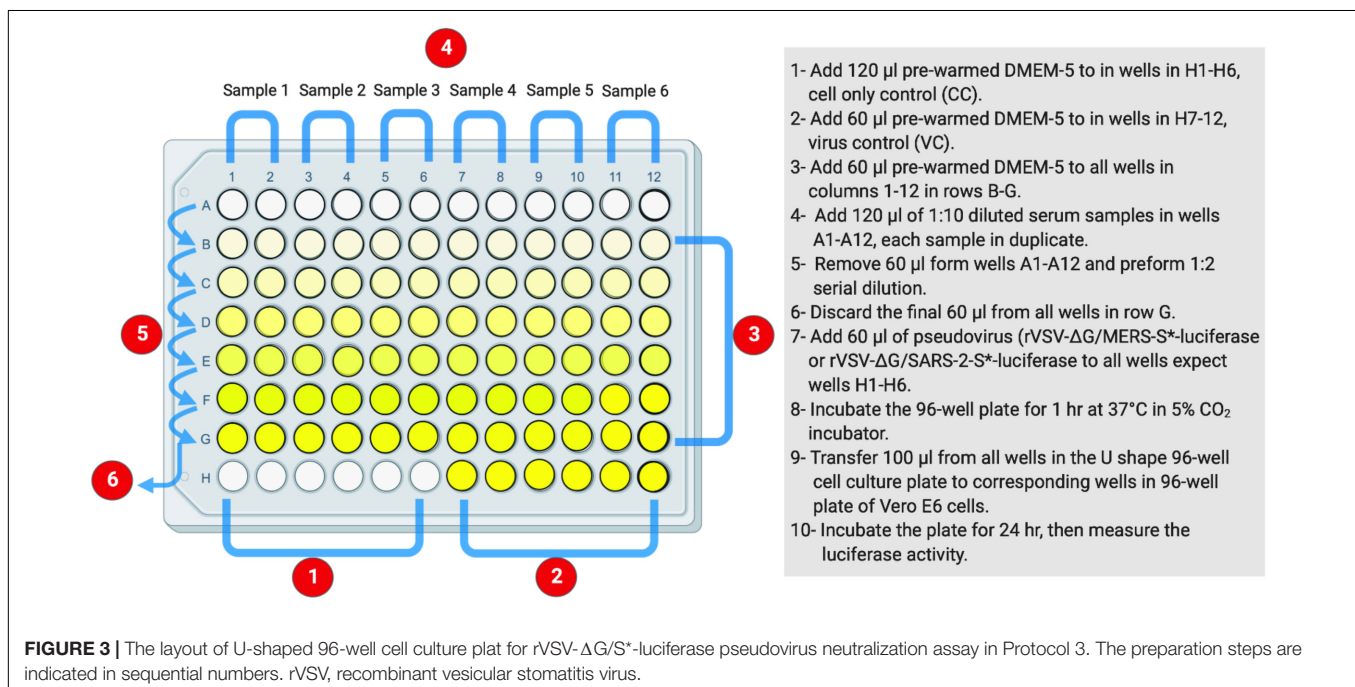 4
Sample 1 Sample 2 Sample 3 Sample 4 Sample 5 Sample 6
1 2 3 4 5 6 7 8 9 10 11 12
A
B
C
D
E
F
G
H
5
6
3
1
2
1- Add 120 µl pre-warmed DMEM-5 to in wells in H1-H6,
cell only control (CC).
2- Add 60 µl pre-warmed DMEM-5 to in wells in H7-12,
virus control (VC).
3- Add 60 µl pre-warmed DMEM-5 to all wells in
columns 1-12 in rows B-G.
4- Add 120 µl of 1:10 diluted serum samples in wells
A1-A12, each sample in duplicate.
5- Remove 60 µl form wells A1-A12 and preform 1:2
serial dilution.
6- Discard the final 60 µl from all wells in row G.
7- Add 60 µl of pseudovirus (rVSV-ΔG/MERS-S*-luciferase
or rVSV-ΔG/SARS-2-S*-luciferase to all wells expect
wells H1-H6.
8- Incubate the 96-well plate for 1 hr at 37°C in 5% CO₂
incubator.
9- Transfer 100 µl from all wells in the U shape 96-well
cell culture plate to corresponding wells in 96-well
plate of Vero E6 cells.
10- Incubate the plate for 24 hr, then measure the
luciferase activity.
FIGURE 3 | The layout of U-shaped 96-well cell culture plat for rVSV-ΔG/S*-luciferase pseudovirus neutralization assay in Protocol 3. The preparation steps are
indicated in sequential numbers. rVSV, recombinant vesicular stomatitis virus.